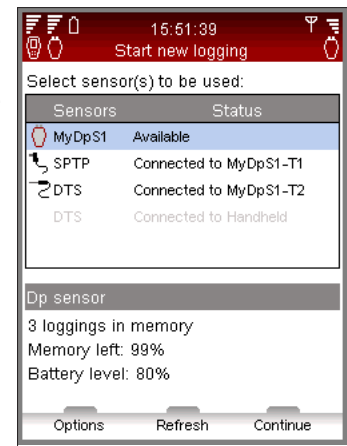 15:51:39
Start new logging
Select sensor(s) to be used:
Sensors Status
MyDpS1 Available
SPTP Connected to MyDpS1-T1
DTS Connected to MyDpS1-T2
DTS Connected to Handheld
Dp sensor
3 loggings in memory
Memory left: 99%
Battery level: 80%
Options Refresh Continue